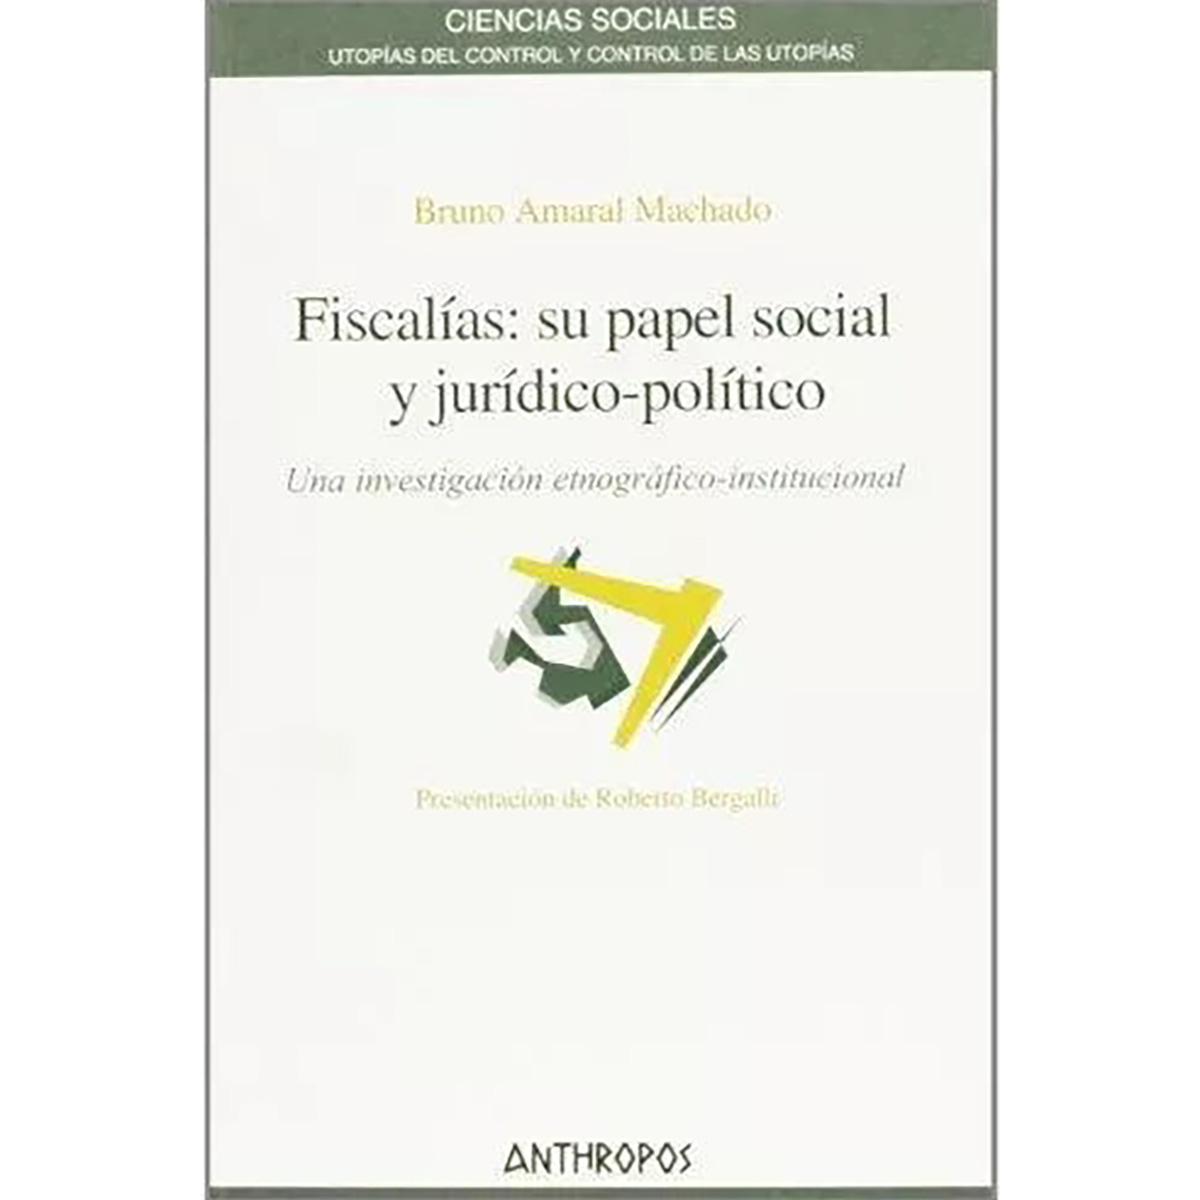 CIENCIAS SOCIALES
UTOPÍAS DEL CONTROL Y CONTROL DE LAS UTOPÍAS
Bruno Amaral Machado
Fiscalías: su papel social
y jurídico-político
Una investigación etnográfico-institucional
Presentación de Roberto Bergalli
ANTHROPOS